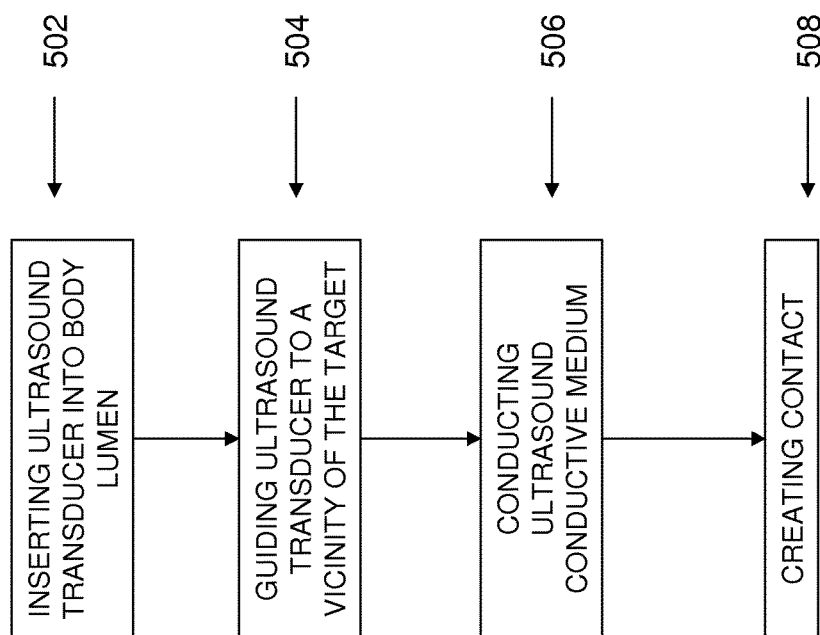 INSERTING ULTRASOUND
TRANSDUCER INTO BODY
LUMEN
502
GUIDING ULTRASOUND
TRANSDUCER TO A
VICINITY OF THE TARGET
504
CONDUCTING
ULTRASOUND
CONDUCTIVE MEDIUM
506
CREATING CONTACT
508